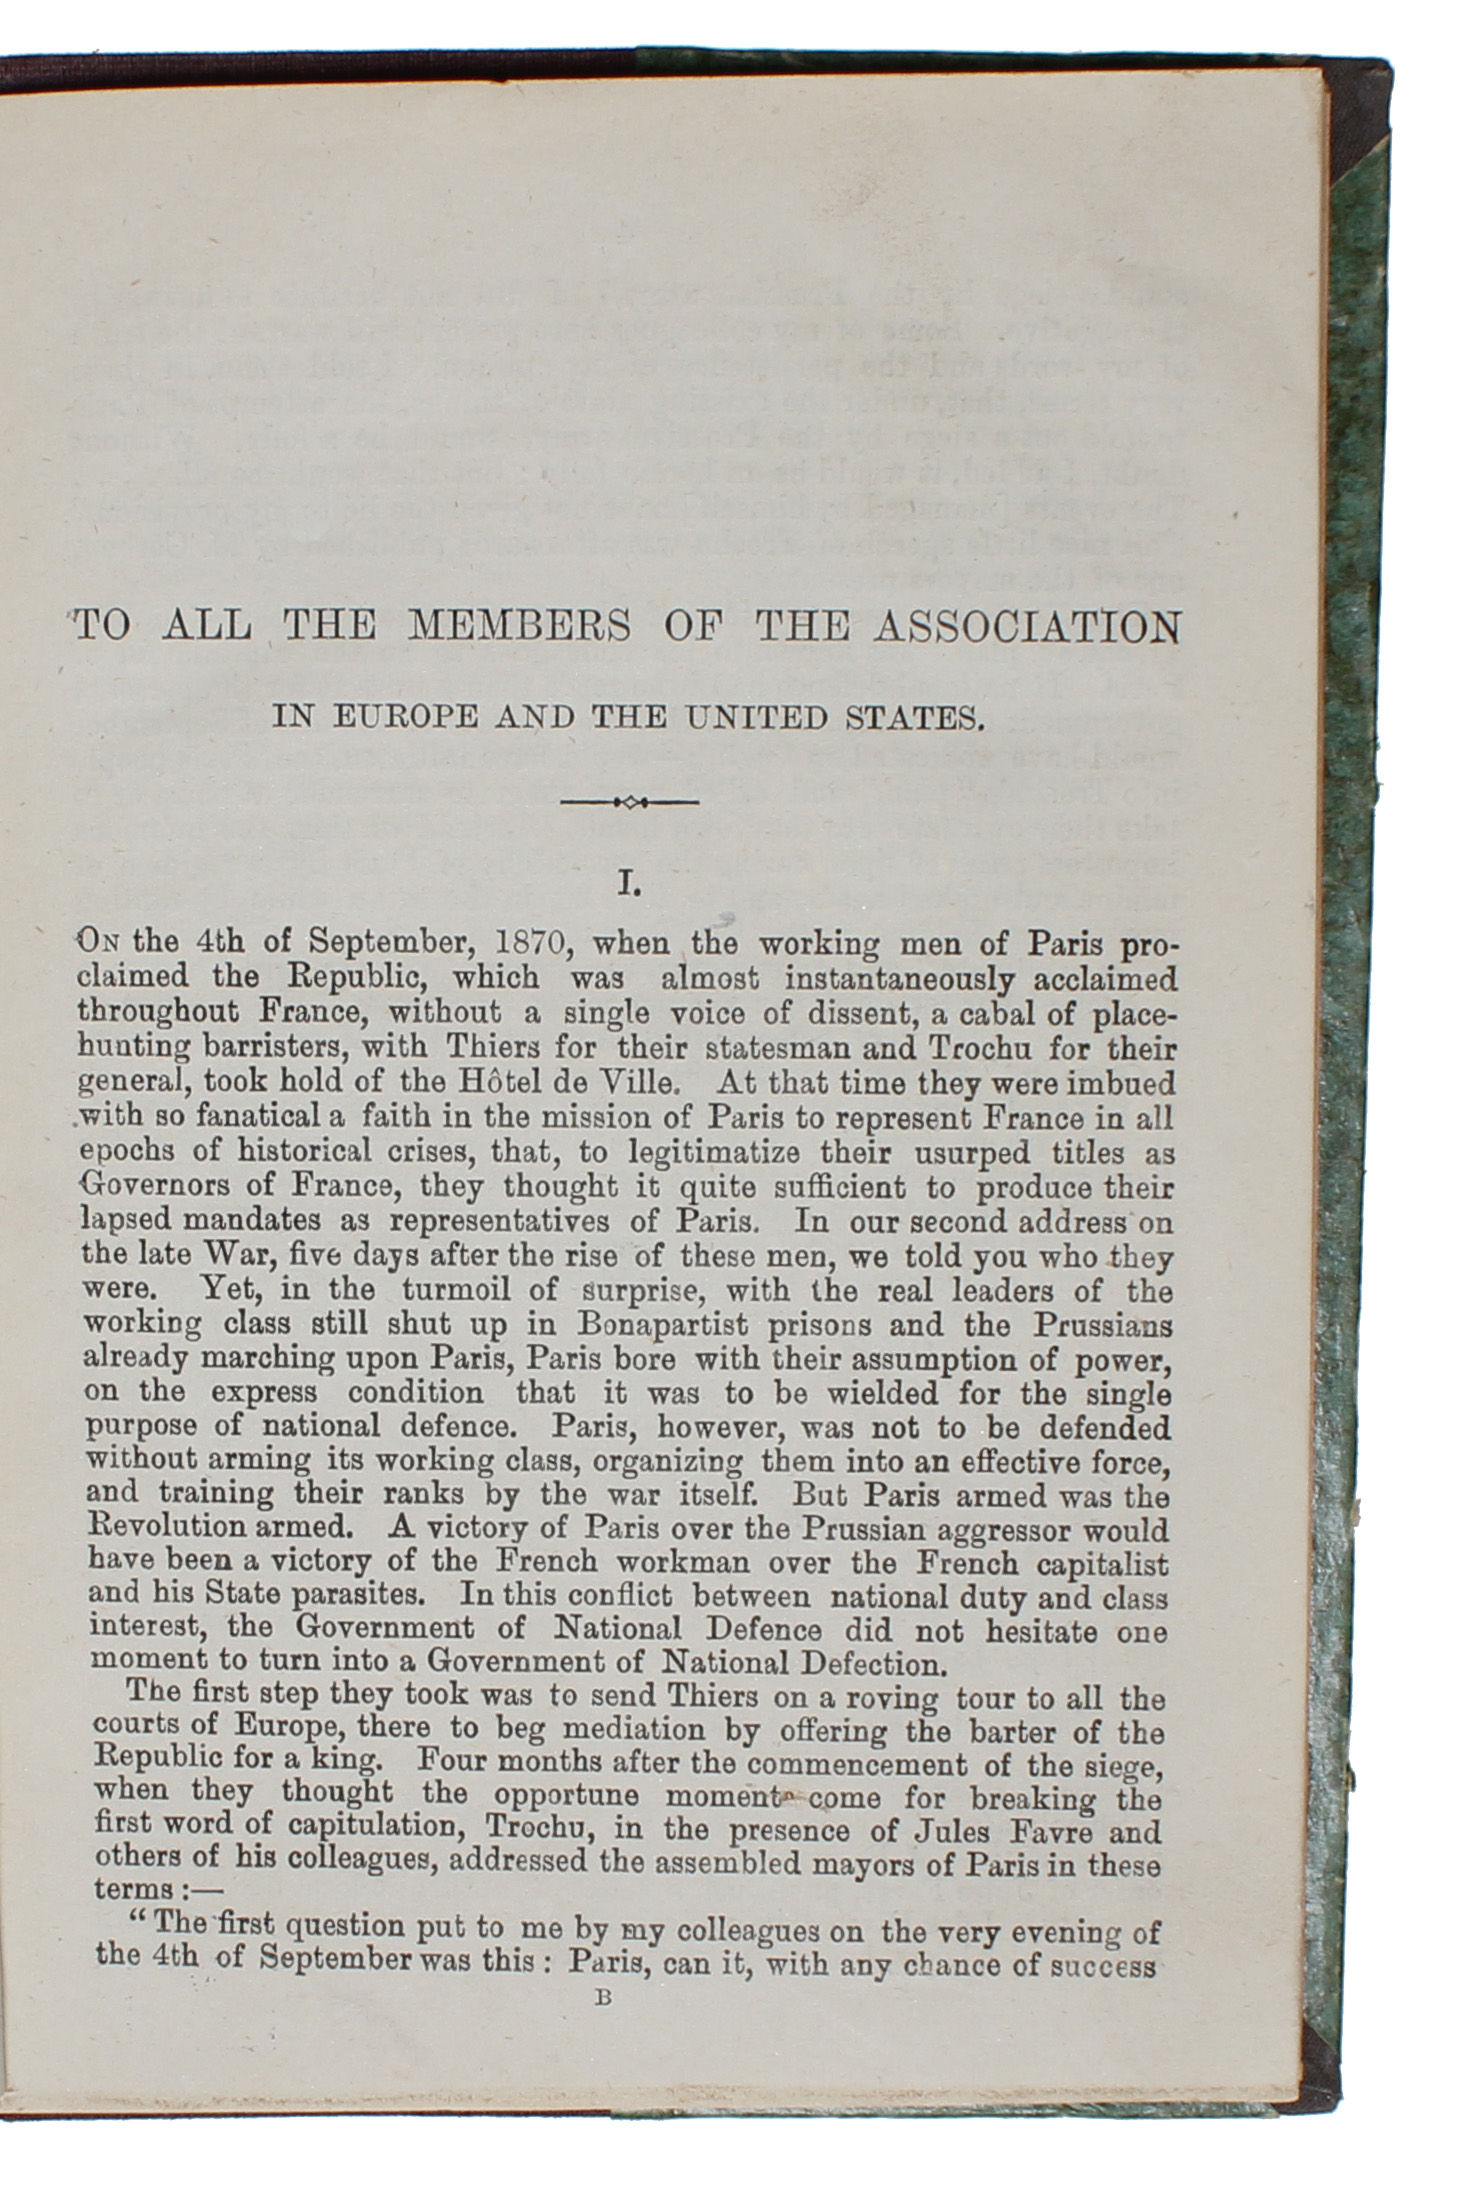 TO ALL THE MEMBERS OF THE ASSOCIATION
IN EUROPE AND THE UNITED STATES.
I.
ON the 4th of September, 1870, when the working men of Paris pro-
claimed the Republic, which was almost instantaneously acclaimed
throughout France, without a single voice of dissent, a cabal of place-
hunting barristers, with Thiers for their statesman and Trochu for their
general, took hold of the Hôtel de Ville. At that time they were imbued
with so fanatical a faith in the mission of Paris to represent France in all
epochs of historical crises, that, to legitimatize their usurped titles as
Governors of France, they thought it quite sufficient to produce their
lapsed mandates as representatives of Paris. In our second address on
the late War, five days after the rise of these men, we told you who they
were. Yet, in the turmoil of surprise, with the real leaders of the
working class still shut up in Bonapartist prisons and the Prussians
already marching upon Paris, Paris bore with their assumption of power,
on the express condition that it was to be wielded for the single
purpose of national defence. Paris, however, was not to be defended
without arming its working class, organizing them into an effective force,
and training their ranks by the war itself. But Paris armed was the
Revolution armed. A victory of Paris over the Prussian aggressor would
have been a victory of the French workman over the French capitalist
and his State parasites. In this conflict between national duty and class
interest, the Government of National Defence did not hesitate one
moment to turn into a Government of National Defection.
The first step they took was to send Thiers on a roving tour to all the
courts of Europe, there to beg mediation by offering the barter of the
Republic for a king. Four months after the commencement of the siege,
when they thought the opportune moment come for breaking the
first word of capitulation, Trochu, in the presence of Jules Favre and
others of his colleagues, addressed the assembled mayors of Paris in these
terms :—
"The first question put to me by my colleagues on the very evening of
the 4th of September was this : Paris, can it, with any chance of success
B